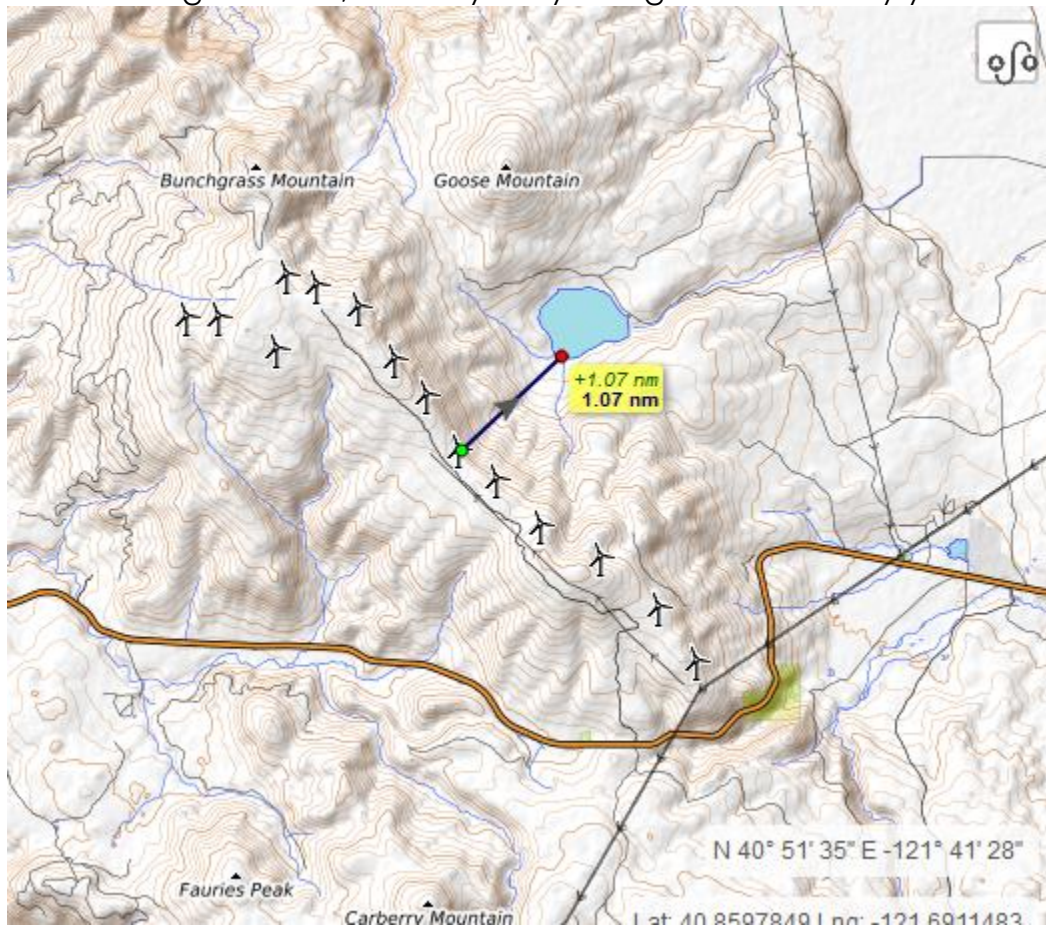 Bunchgrass Mountain
Goose Mountain
+1.07 nm
1.07 nm
N 40° 51' 35" E -121° 41' 28"
Fauries Peak
Carberry Mountain
Lat: 40.8597849 Lng: -121.6911483